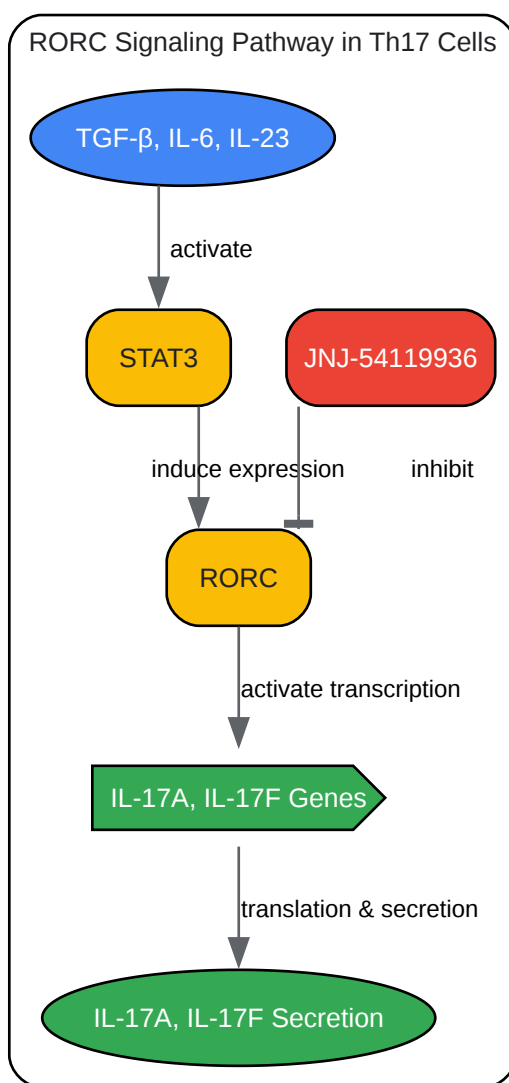 RORC Signaling Pathway in Th17 Cells
TGF-β, IL-6, IL-23
activate
STAT3
JNJ-54119936
induce expression
inhibit
RORC
activate transcription
IL-17A, IL-17F Genes
translation & secretion
IL-17A, IL-17F Secretion